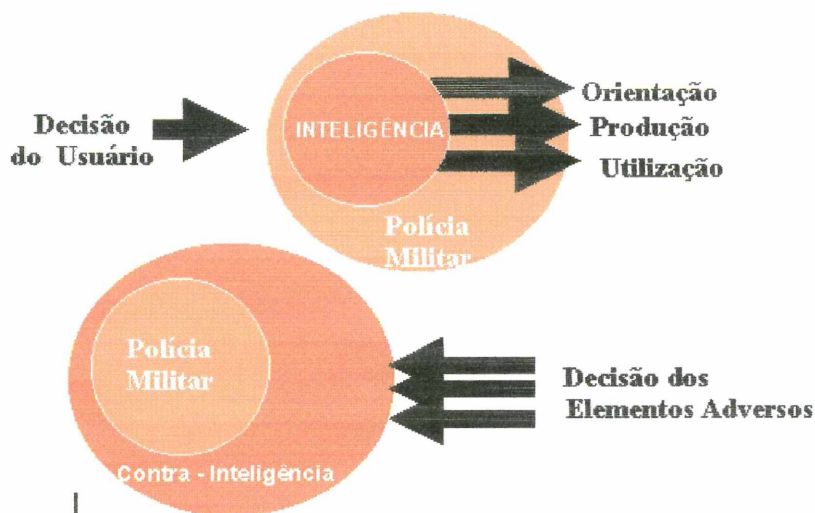 Decisão
do Usuário
INTELIGÊNCIA
Orientação
Produção
Utilização
Polícia
Militar
Polícia
Militar
Contra - Inteligência
Decisão dos
Elementos Adversos